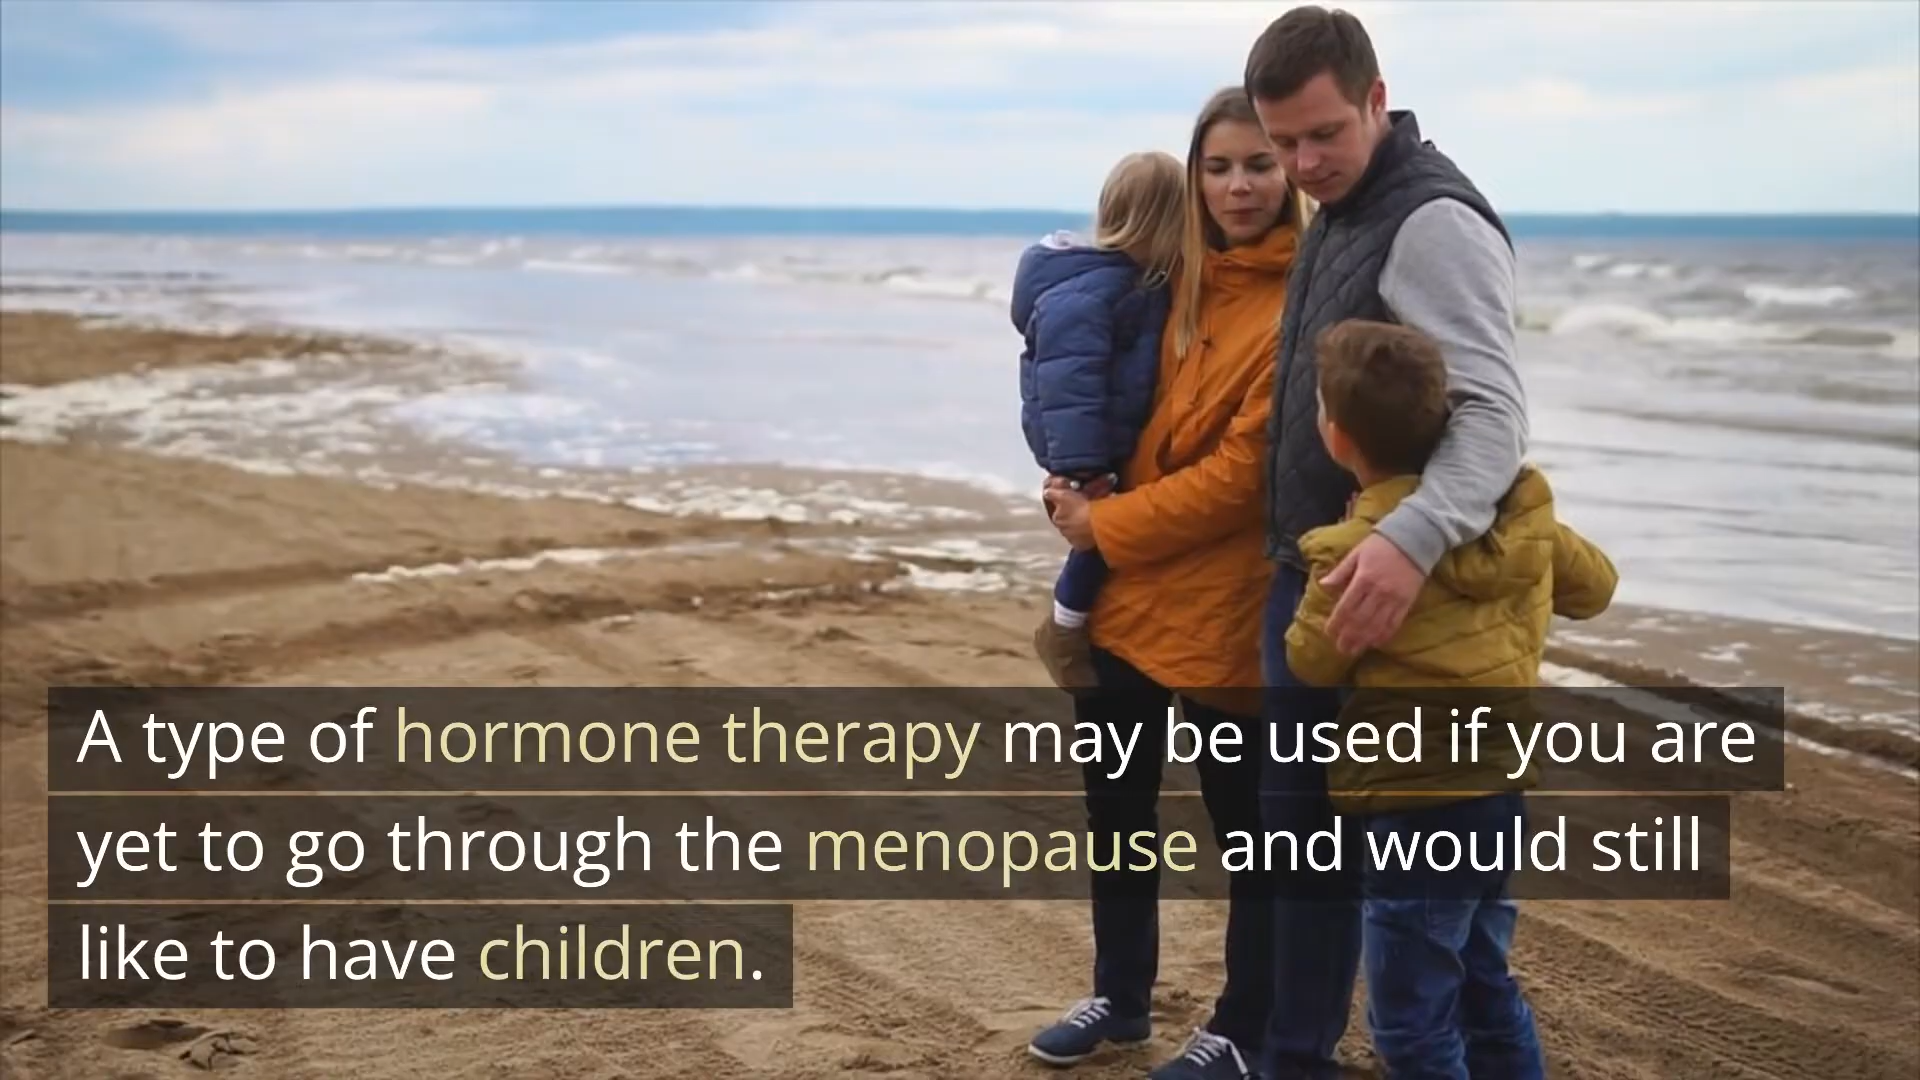 A type of hormone therapy may be used if you are
yet to go through the menopause and would still
like to have children.